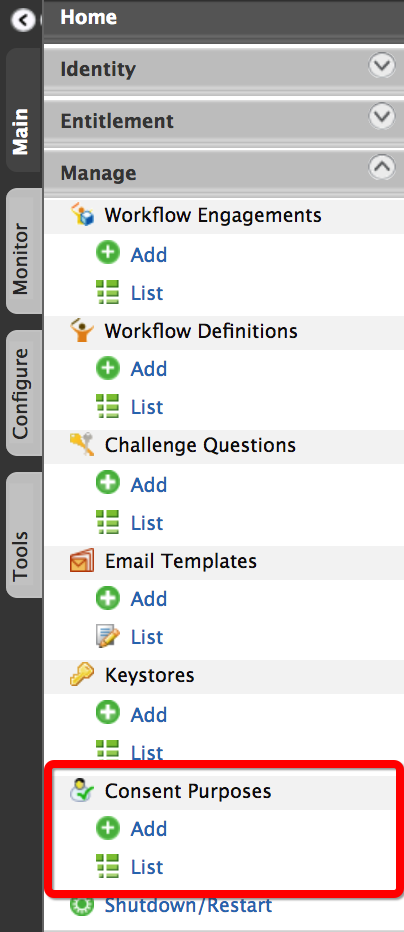 Home
Identity
Entitlement
Manage
Workflow Engagements
Add
List
Workflow Definitions
Add
List
Challenge Questions
Add
List
Email Templates
Add
List
Keystores
Add
List
Consent Purposes
Add
List
Shutdown/Restart
Main
Monitor
Configure
Tools